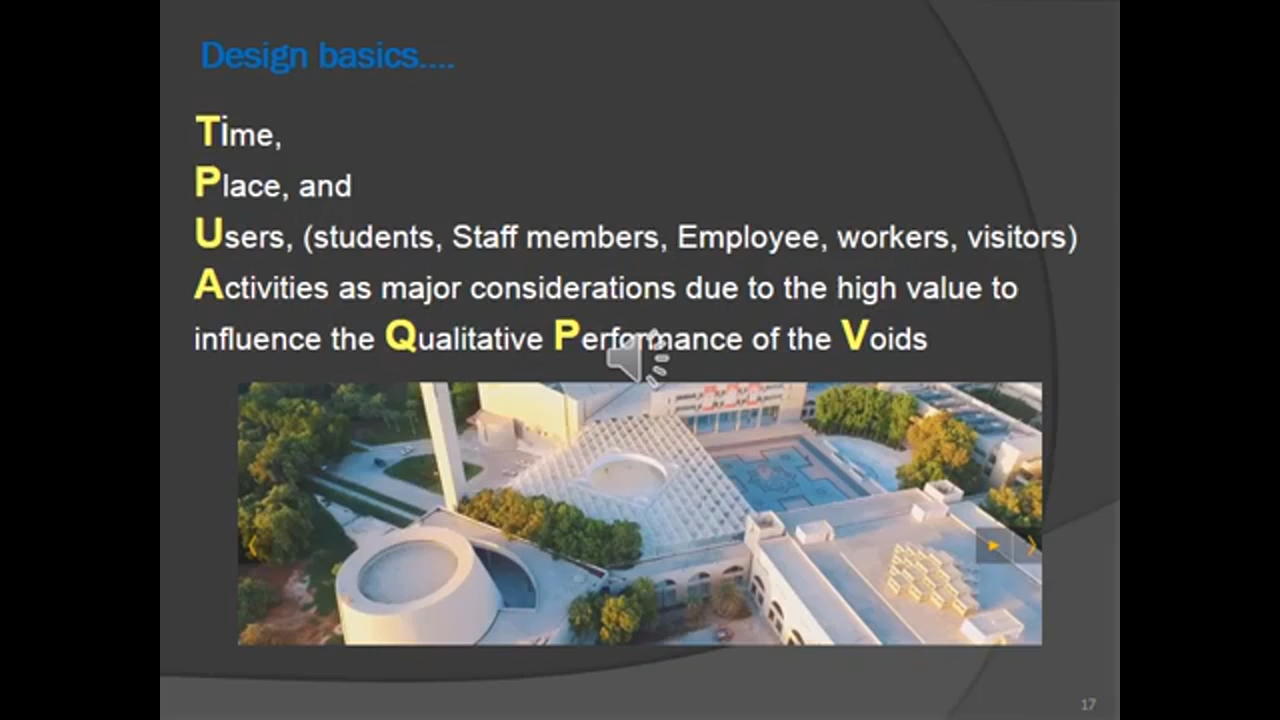 Design basics....
Time,
Place, and
Users, (students, Staff members, Employee, workers, visitors)
Activities as major considerations due to the high value to
influence the Qualitative Performance of the Voids
17